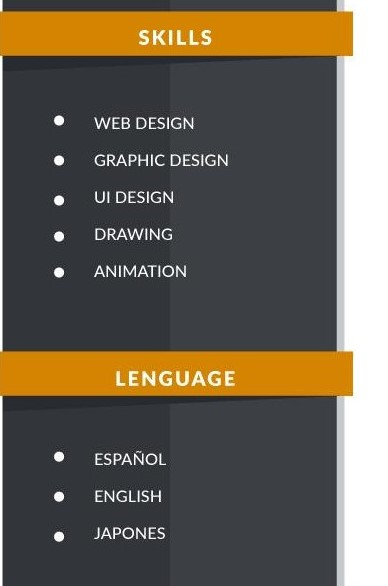 SKILLS
WEB DESIGN
GRAPHIC DESIGN
UI DESIGN
DRAWING
ANIMATION
LENGUAGE
ESPAÑOL
ENGLISH
JAPONES